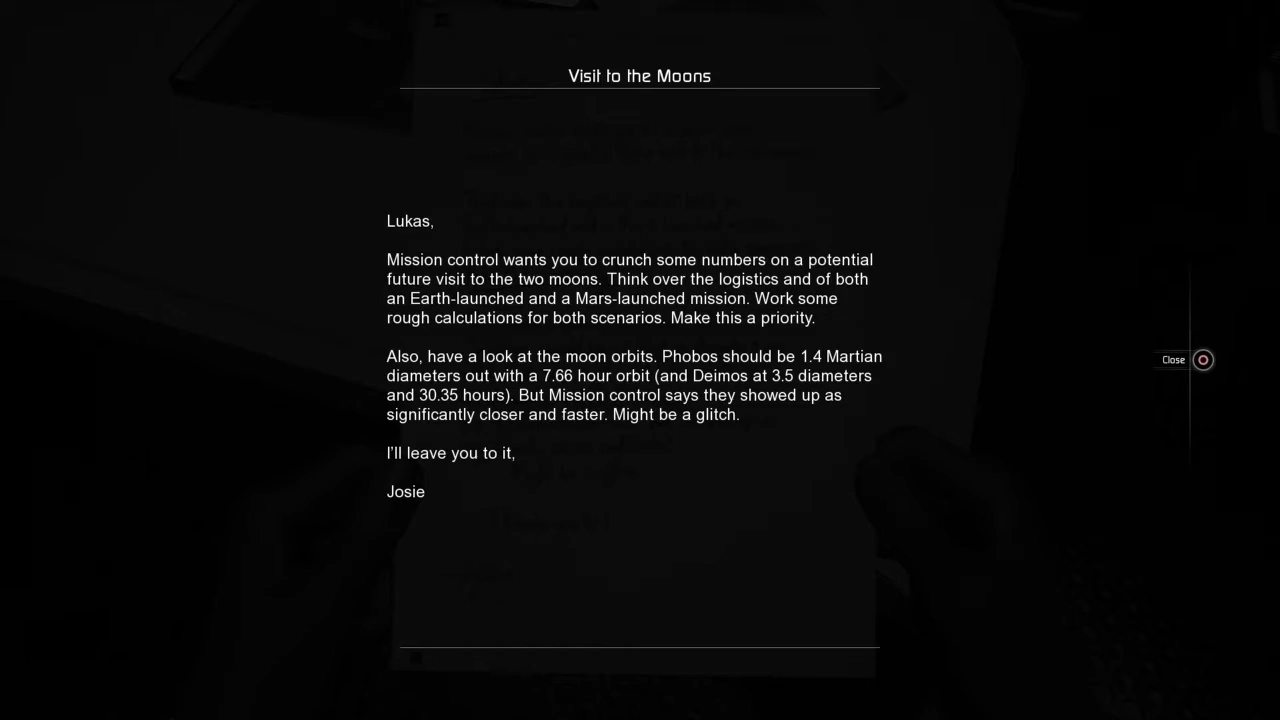 Visit to the Moons
Lukas,
Mission control wants you to crunch some numbers on a potential
future visit to the two moons. Think over the logistics and of both
an Earth-launched and a Mars-launched mission. Work some
rough calculations for both scenarios. Make this a priority.
Also, have a look at the moon orbits. Phobos should be 1.4 Martian
diameters out with a 7.66 hour orbit (and Deimos at 3.5 diameters
and 30.35 hours). But Mission control says they showed up as
significantly closer and faster. Might be a glitch.
I'll leave you to it,
Josie
Close